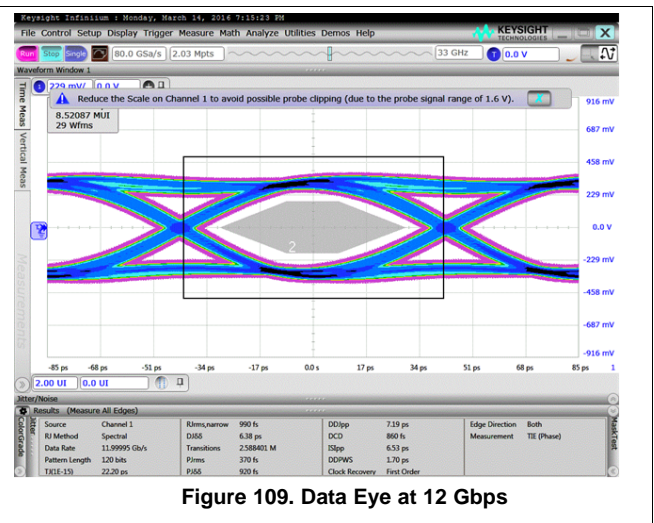 Keysight Infiniium : Monday, March 14, 2016 7:15:23 PM
File Control Setup Display Trigger Measure Math Analyze Utilities Demos Help
KEYSIGHT
TECHNOLOGIES
Run Stop Single 80.0 GSa/s 2.03 Mpts 33 GHz T 0.0 V
Waveform Window 1
1 229 mV/ 0.0 V
Reduce the Scale on Channel 1 to avoid possible probe clipping (due to the probe signal range of 1.6 V).
8.52087 MUI
29 Wfms
Time Meas
Vertical Meas
Measurements
916 mV
687 mV
458 mV
229 mV
0.0 V
-229 mV
-458 mV
-687 mV
-916 mV
2
-85 ps -68 ps -51 ps -34 ps -17 ps 0.0 s 17 ps 34 ps 51 ps 68 ps 85 ps 1
2.00 UI 0.0 UI
Jitter/Noise
Results (Measure All Edges)
ColorGrade
Jitter
MaskTest
Source Channel 1 RJrms,narrow 990 fs DDJpp 7.19 ps Edge Direction Both
RJ Method Spectral DJδδ 6.38 ps DCD 860 fs Measurement TIE (Phase)
Data Rate 11.99995 Gb/s Transitions 2.588401 M ISIpp 6.53 ps
Pattern Length 120 bits PJrms 370 fs DDPWS 1.70 ps
TJ(1E-15) 22.20 ps PJδδ 920 fs Clock Recovery First Order
Figure 109. Data Eye at 12 Gbps